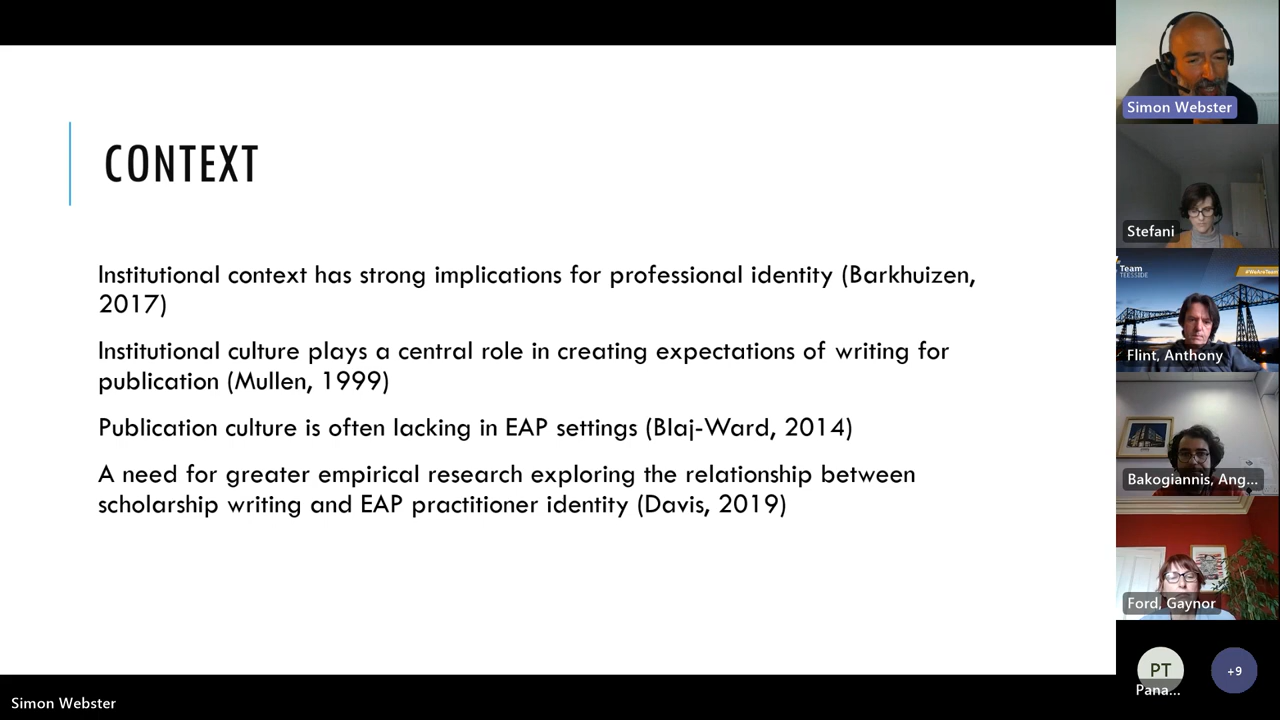 CONTEXT
Institutional context has strong implications for professional identity (Barkhuizen,
2017)
Institutional culture plays a central role in creating expectations of writing for
publication (Mullen, 1999)
Publication culture is often lacking in EAP settings (Blaj-Ward, 2014)
A need for greater empirical research exploring the relationship between
scholarship writing and EAP practitioner identity (Davis, 2019)
Simon Webster
Stefani
Team
TEESSIDE
#WeAreTeam
Flint, Anthony
Bakogiannis, Ang...
Ford, Gaynor
PT
Pana...
+9
Simon Webster